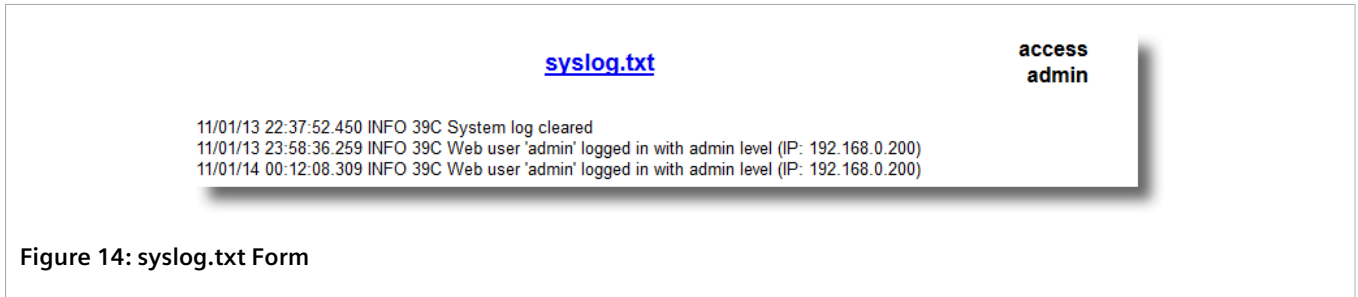 syslog.txt
access
admin
11/01/13 22:37:52.450 INFO 39C System log cleared
11/01/13 23:58:36.259 INFO 39C Web user 'admin' logged in with admin level (IP: 192.168.0.200)
11/01/14 00:12:08.309 INFO 39C Web user 'admin' logged in with admin level (IP: 192.168.0.200)
Figure 14: syslog.txt Form